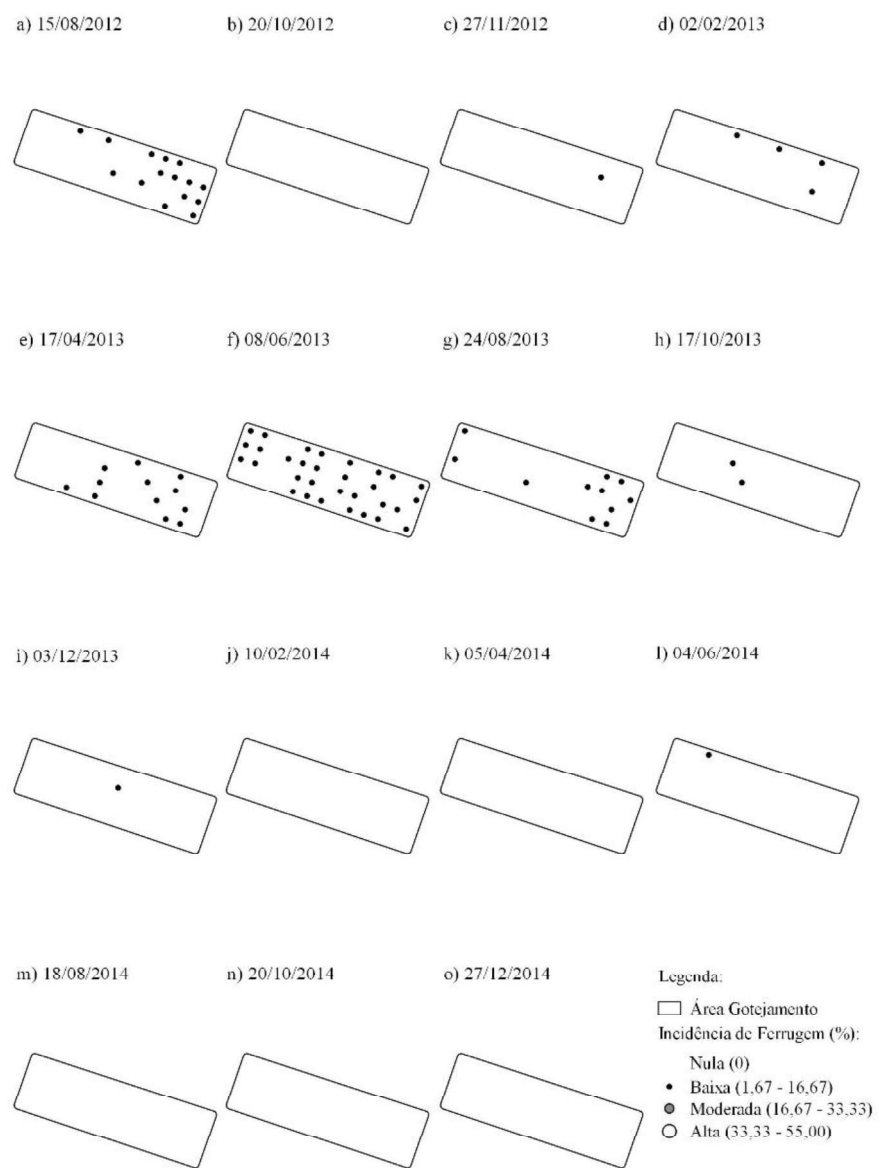 a) 15/08/2012
b) 20/10/2012
c) 27/11/2012
d) 02/02/2013
e) 17/04/2013
f) 08/06/2013
g) 24/08/2013
h) 17/10/2013
i) 03/12/2013
j) 10/02/2014
k) 05/04/2014
l) 04/06/2014
m) 18/08/2014
n) 20/10/2014
o) 27/12/2014
Legenda:
Área Gotejamento
Incidência de Ferrugem (%):
Nula (0)
Baixa (1,67 - 16,67)
Moderada (16,67 - 33,33)
Alta (33,33 - 55,00)